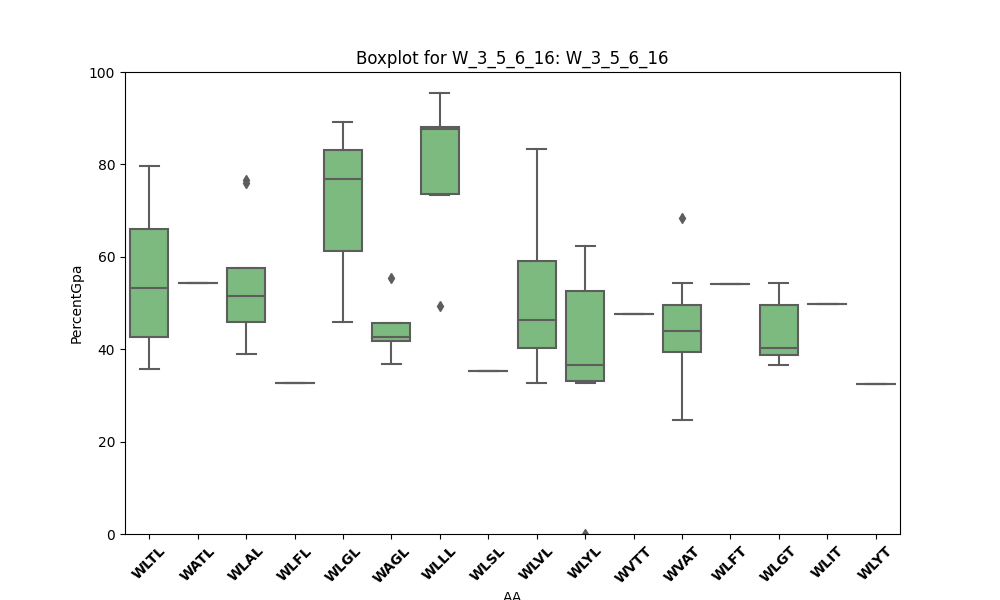 Boxplot for W_3_5_6_16: W_3_5_6_16
100
80
60
40
20
0
PercentGpa
WLTL WATL WLAL WLFL WLGL WAGL WLLL WLSL WLVL WLYL WVTT WVAT WLFT WLGT WLIT WLYT
AA